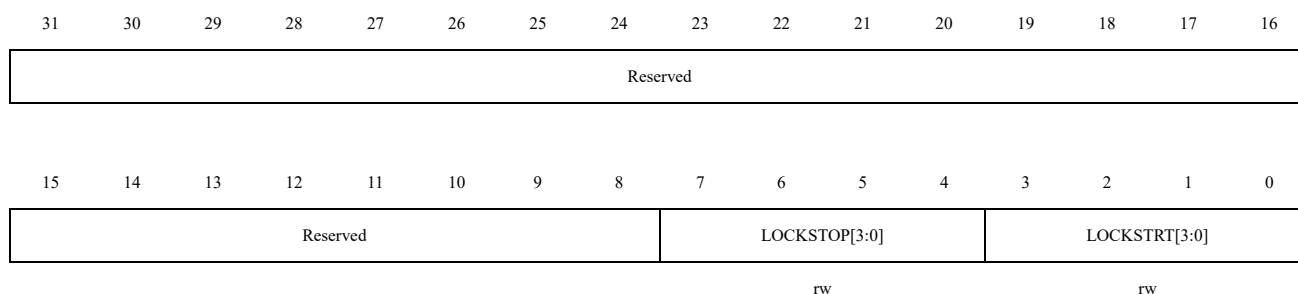 31 30 29 28 27 26 25 24 23 22 21 20 19 18 17 16
Reserved
15 14 13 12 11 10 9 8 7 6 5 4 3 2 1 0
Reserved LOCKSTOP[3:0] LOCKSTRT[3:0]
rw rw